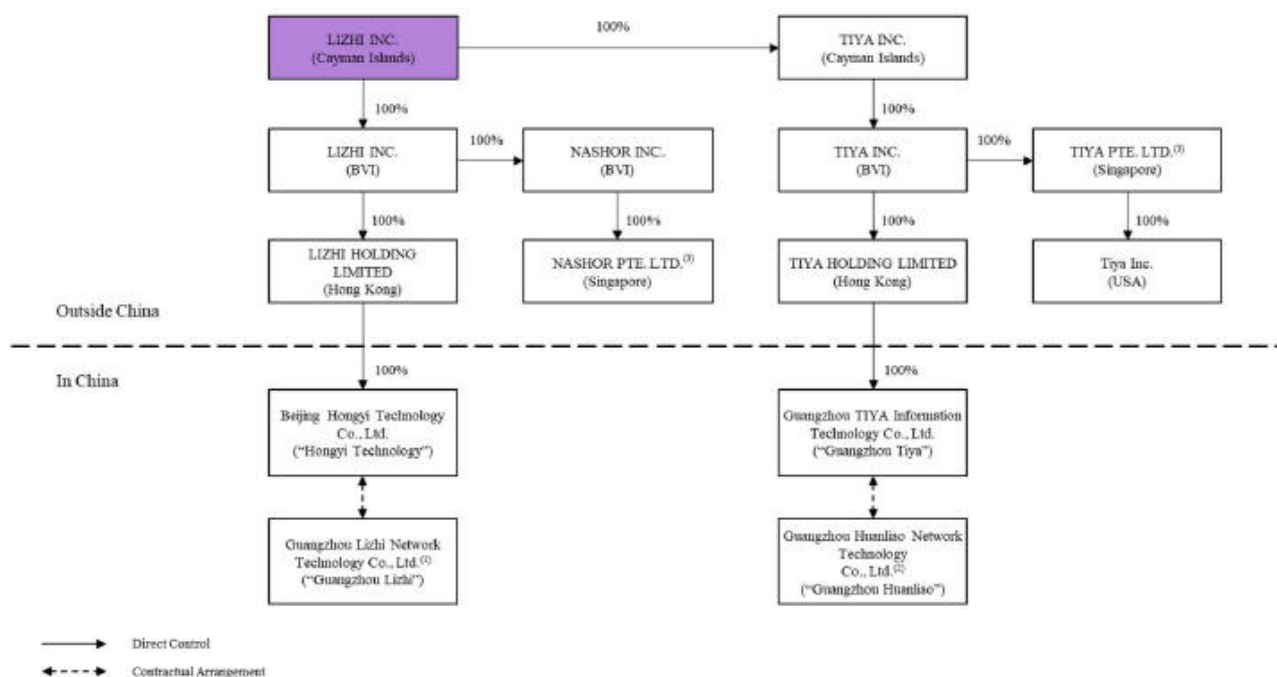 LIZHI INC.
(Cayman Islands)
100%
TIYA INC.
(Cayman Islands)
100%
100%
LIZHI INC.
(BVI)
100%
NASHOR INC.
(BVI)
TIYA INC.
(BVI)
100%
TIYA PTE. LTD.(3)
(Singapore)
100%
100%
100%
100%
LIZHI HOLDING
LIMITED
(Hong Kong)
NASHOR PTE. LTD.(3)
(Singapore)
TIYA HOLDING LIMITED
(Hong Kong)
Tiya Inc.
(USA)
Outside China
In China
100%
100%
Beijing Hongyi Technology
Co., Ltd.
(“Hongyi Technology”)
Guangzhou TIYA Information
Technology Co., Ltd.
(“Guangzhou Tiya”)
Guangzhou Lizhi Network
Technology Co., Ltd.(1)
(“Guangzhou Lizhi”)
Guangzhou Huanliao Network
Technology
Co., Ltd.(2)
(“Guangzhou Huanliao”)
Direct Control
Contractual Arrangement